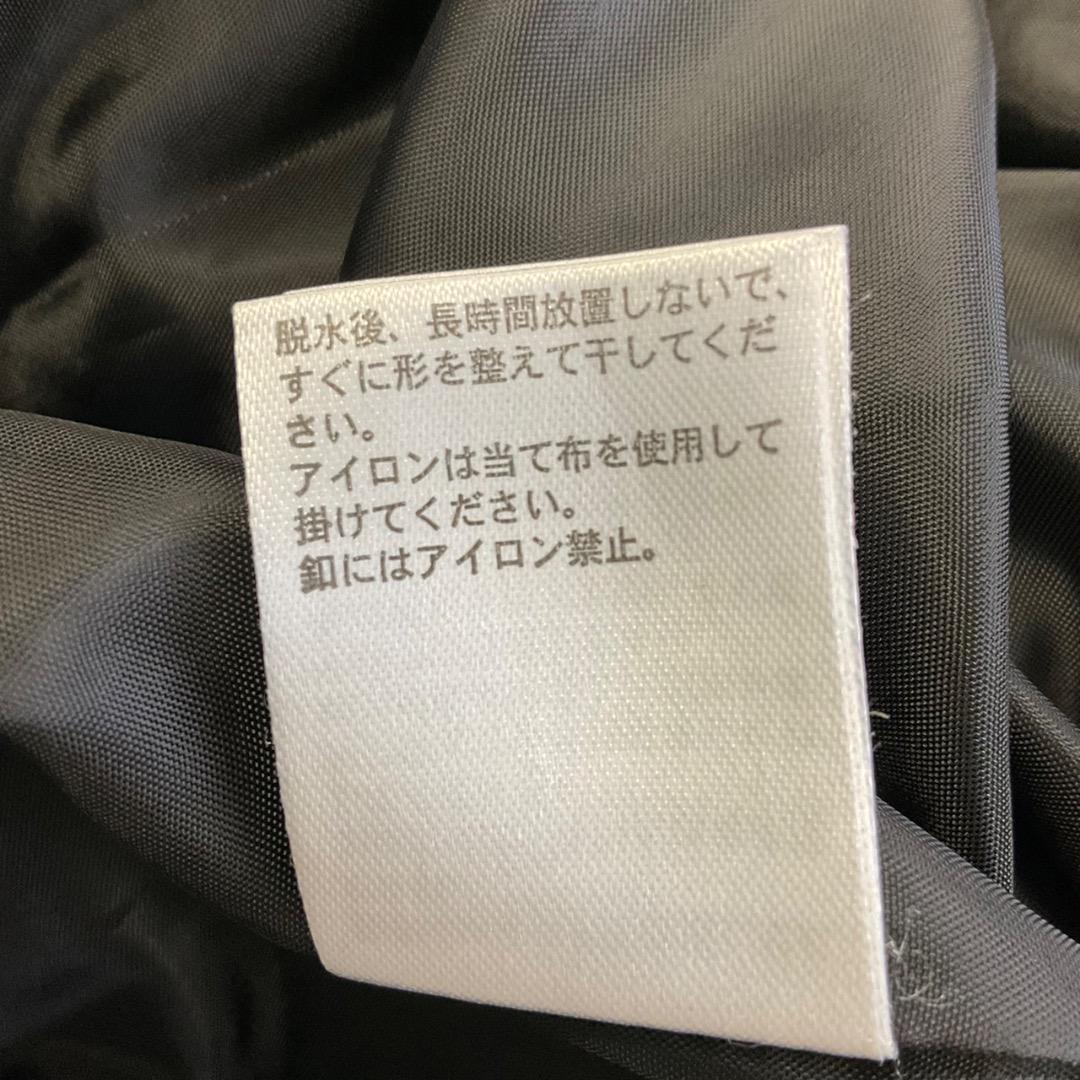 脱水後、長時間放置しないで、
すぐに形を整えて干してくだ
さい。
アイロンは当て布を使用して
掛けてください。
釦にはアイロン禁止。